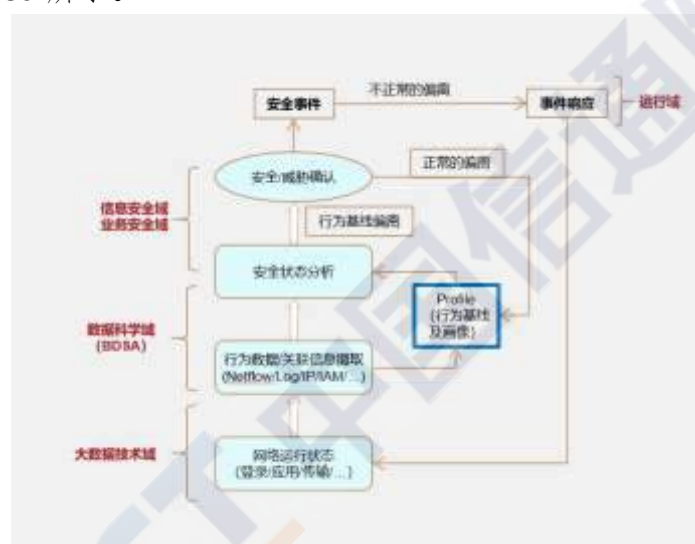 不正常的偏离
安全事件
事件响应
运行域
正常的偏离
安全/威胁确认
信息安全域
业务安全域
行为基线偏离
安全状态分析
Profile
(行为基线
及画像)
数据科学域
(BDSA)
行为数据/关联信息摄取
(Netflow/Log/IP/IAM/…)
大数据技术域
网络运行状态
(登录/应用/传输/…)
中国信通